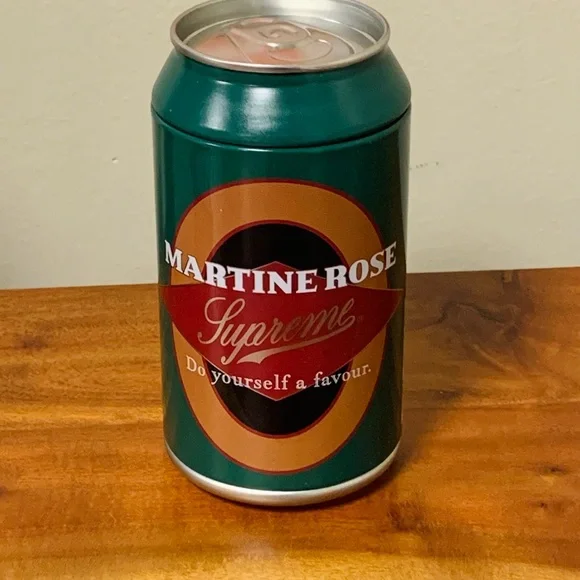 MARTINE ROSE
Supreme
Do yourself a favour.